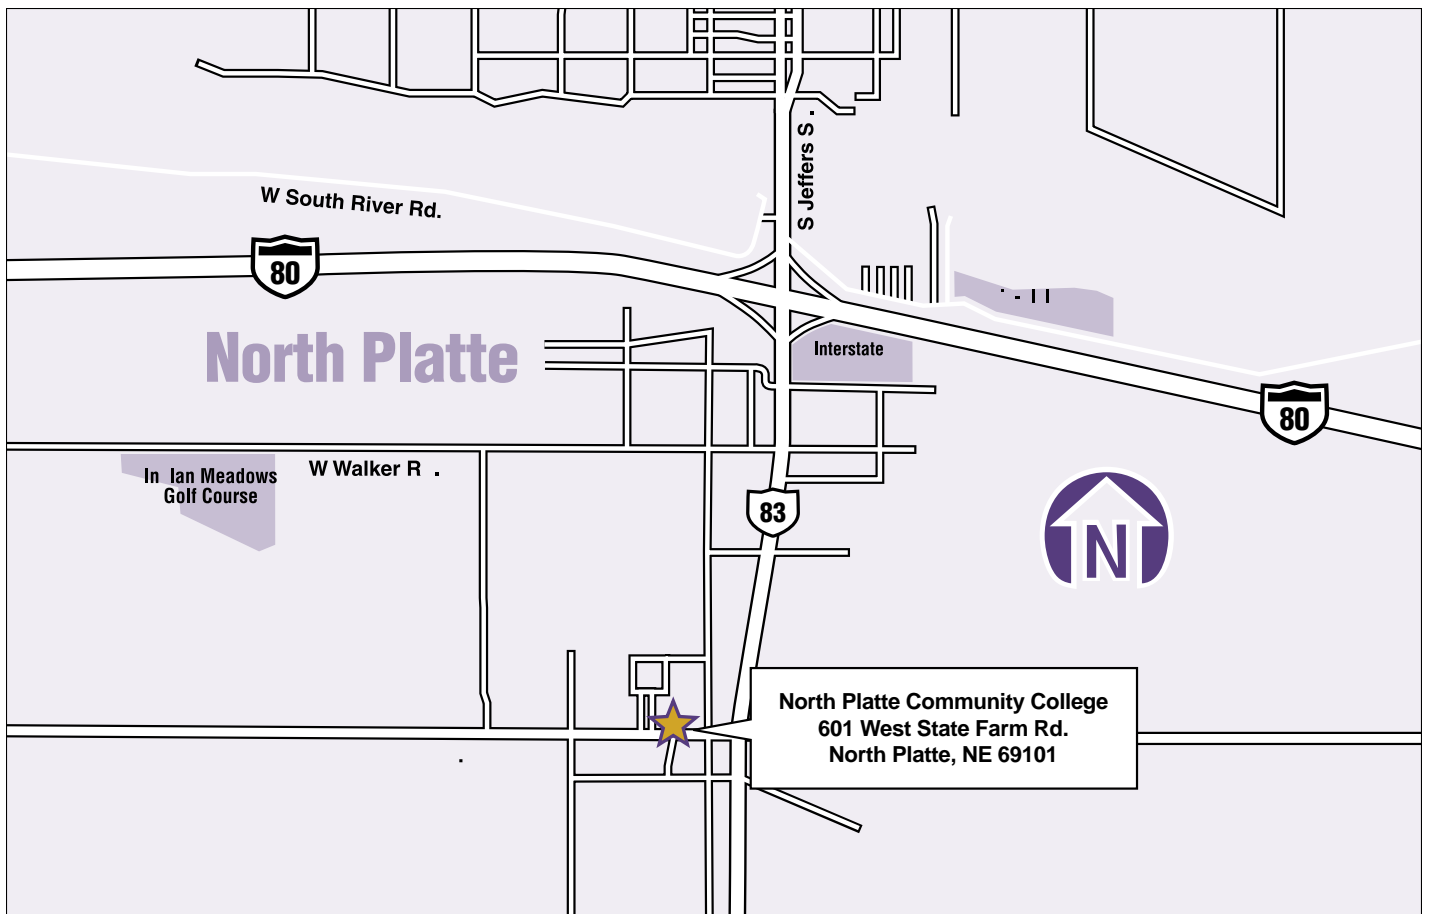 S Jeffers S .
W South River Rd.
80
North Platte
Interstate
80
In ian Meadows
Golf Course
W Walker R .
83
N
North Platte Community College
601 West State Farm Rd.
North Platte, NE 69101